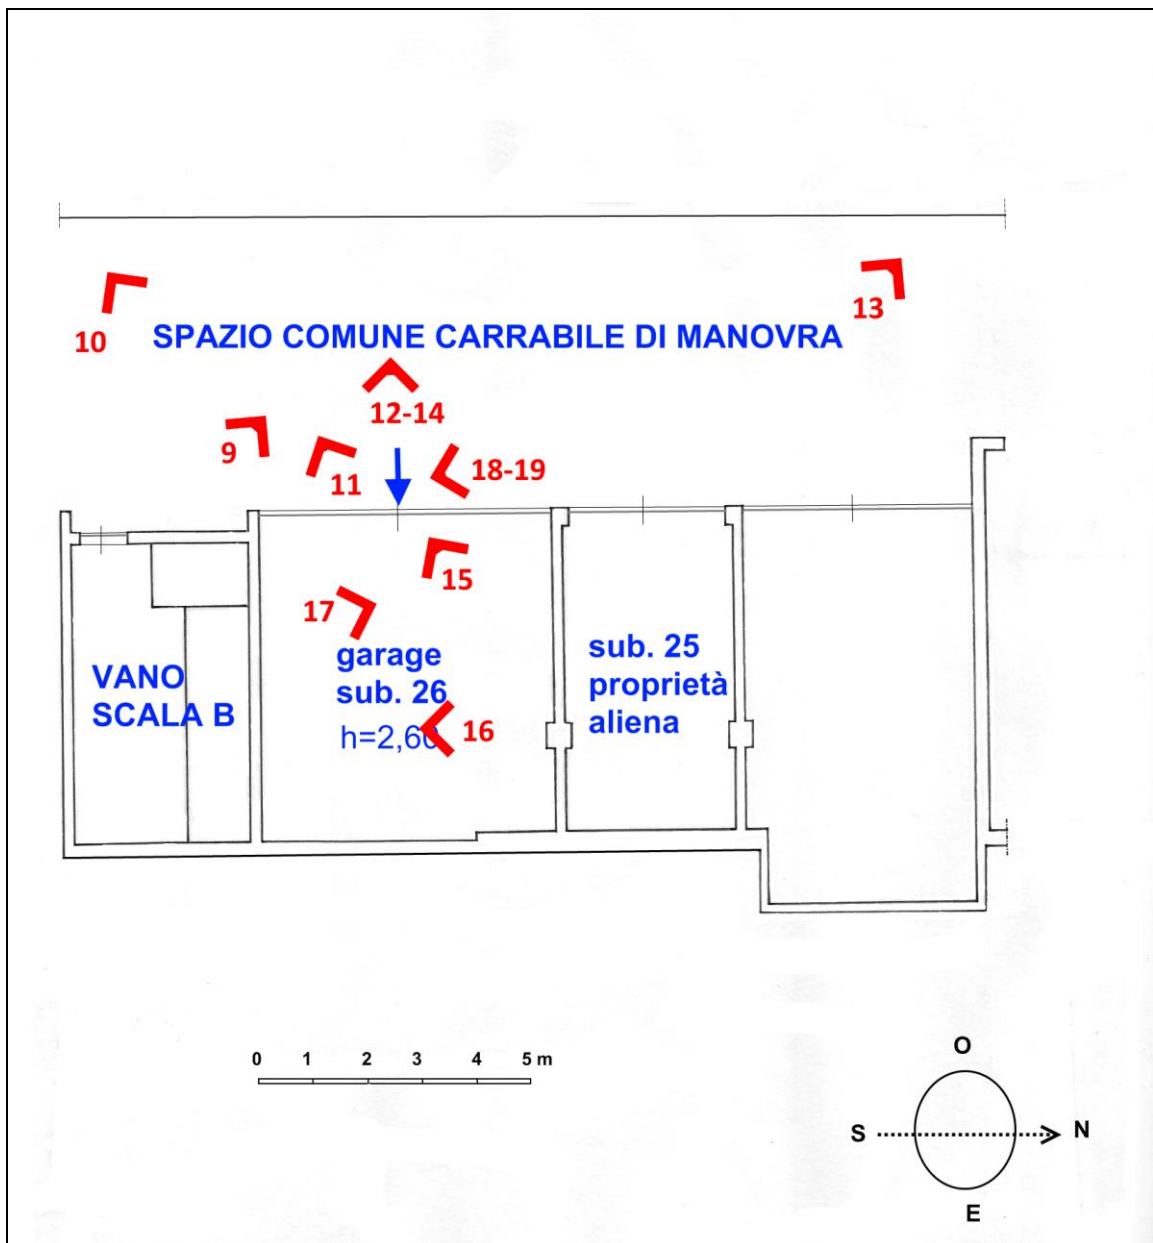 10
13
SPAZIO COMUNE CARRABILE DI MANOVRA
12-14
9
11
18-19
15
17
garage
sub. 26
h=2,60
16
sub. 25
proprietà
aliena
VANO
SCALA B
0 1 2 3 4 5 m
O
S N
E